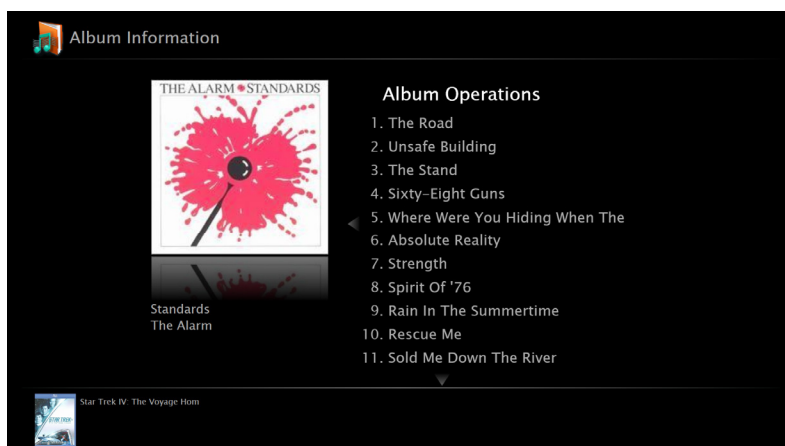 Album Information
THE ALARM STANDARDS
Standards
The Alarm
Album Operations
1. The Road
2. Unsafe Building
3. The Stand
4. Sixty-Eight Guns
5. Where Were You Hiding When The
6. Absolute Reality
7. Strength
8. Spirit Of '76
9. Rain In The Summertime
10. Rescue Me
11. Sold Me Down The River
Star Trek IV: The Voyage Hom
STAR TREK